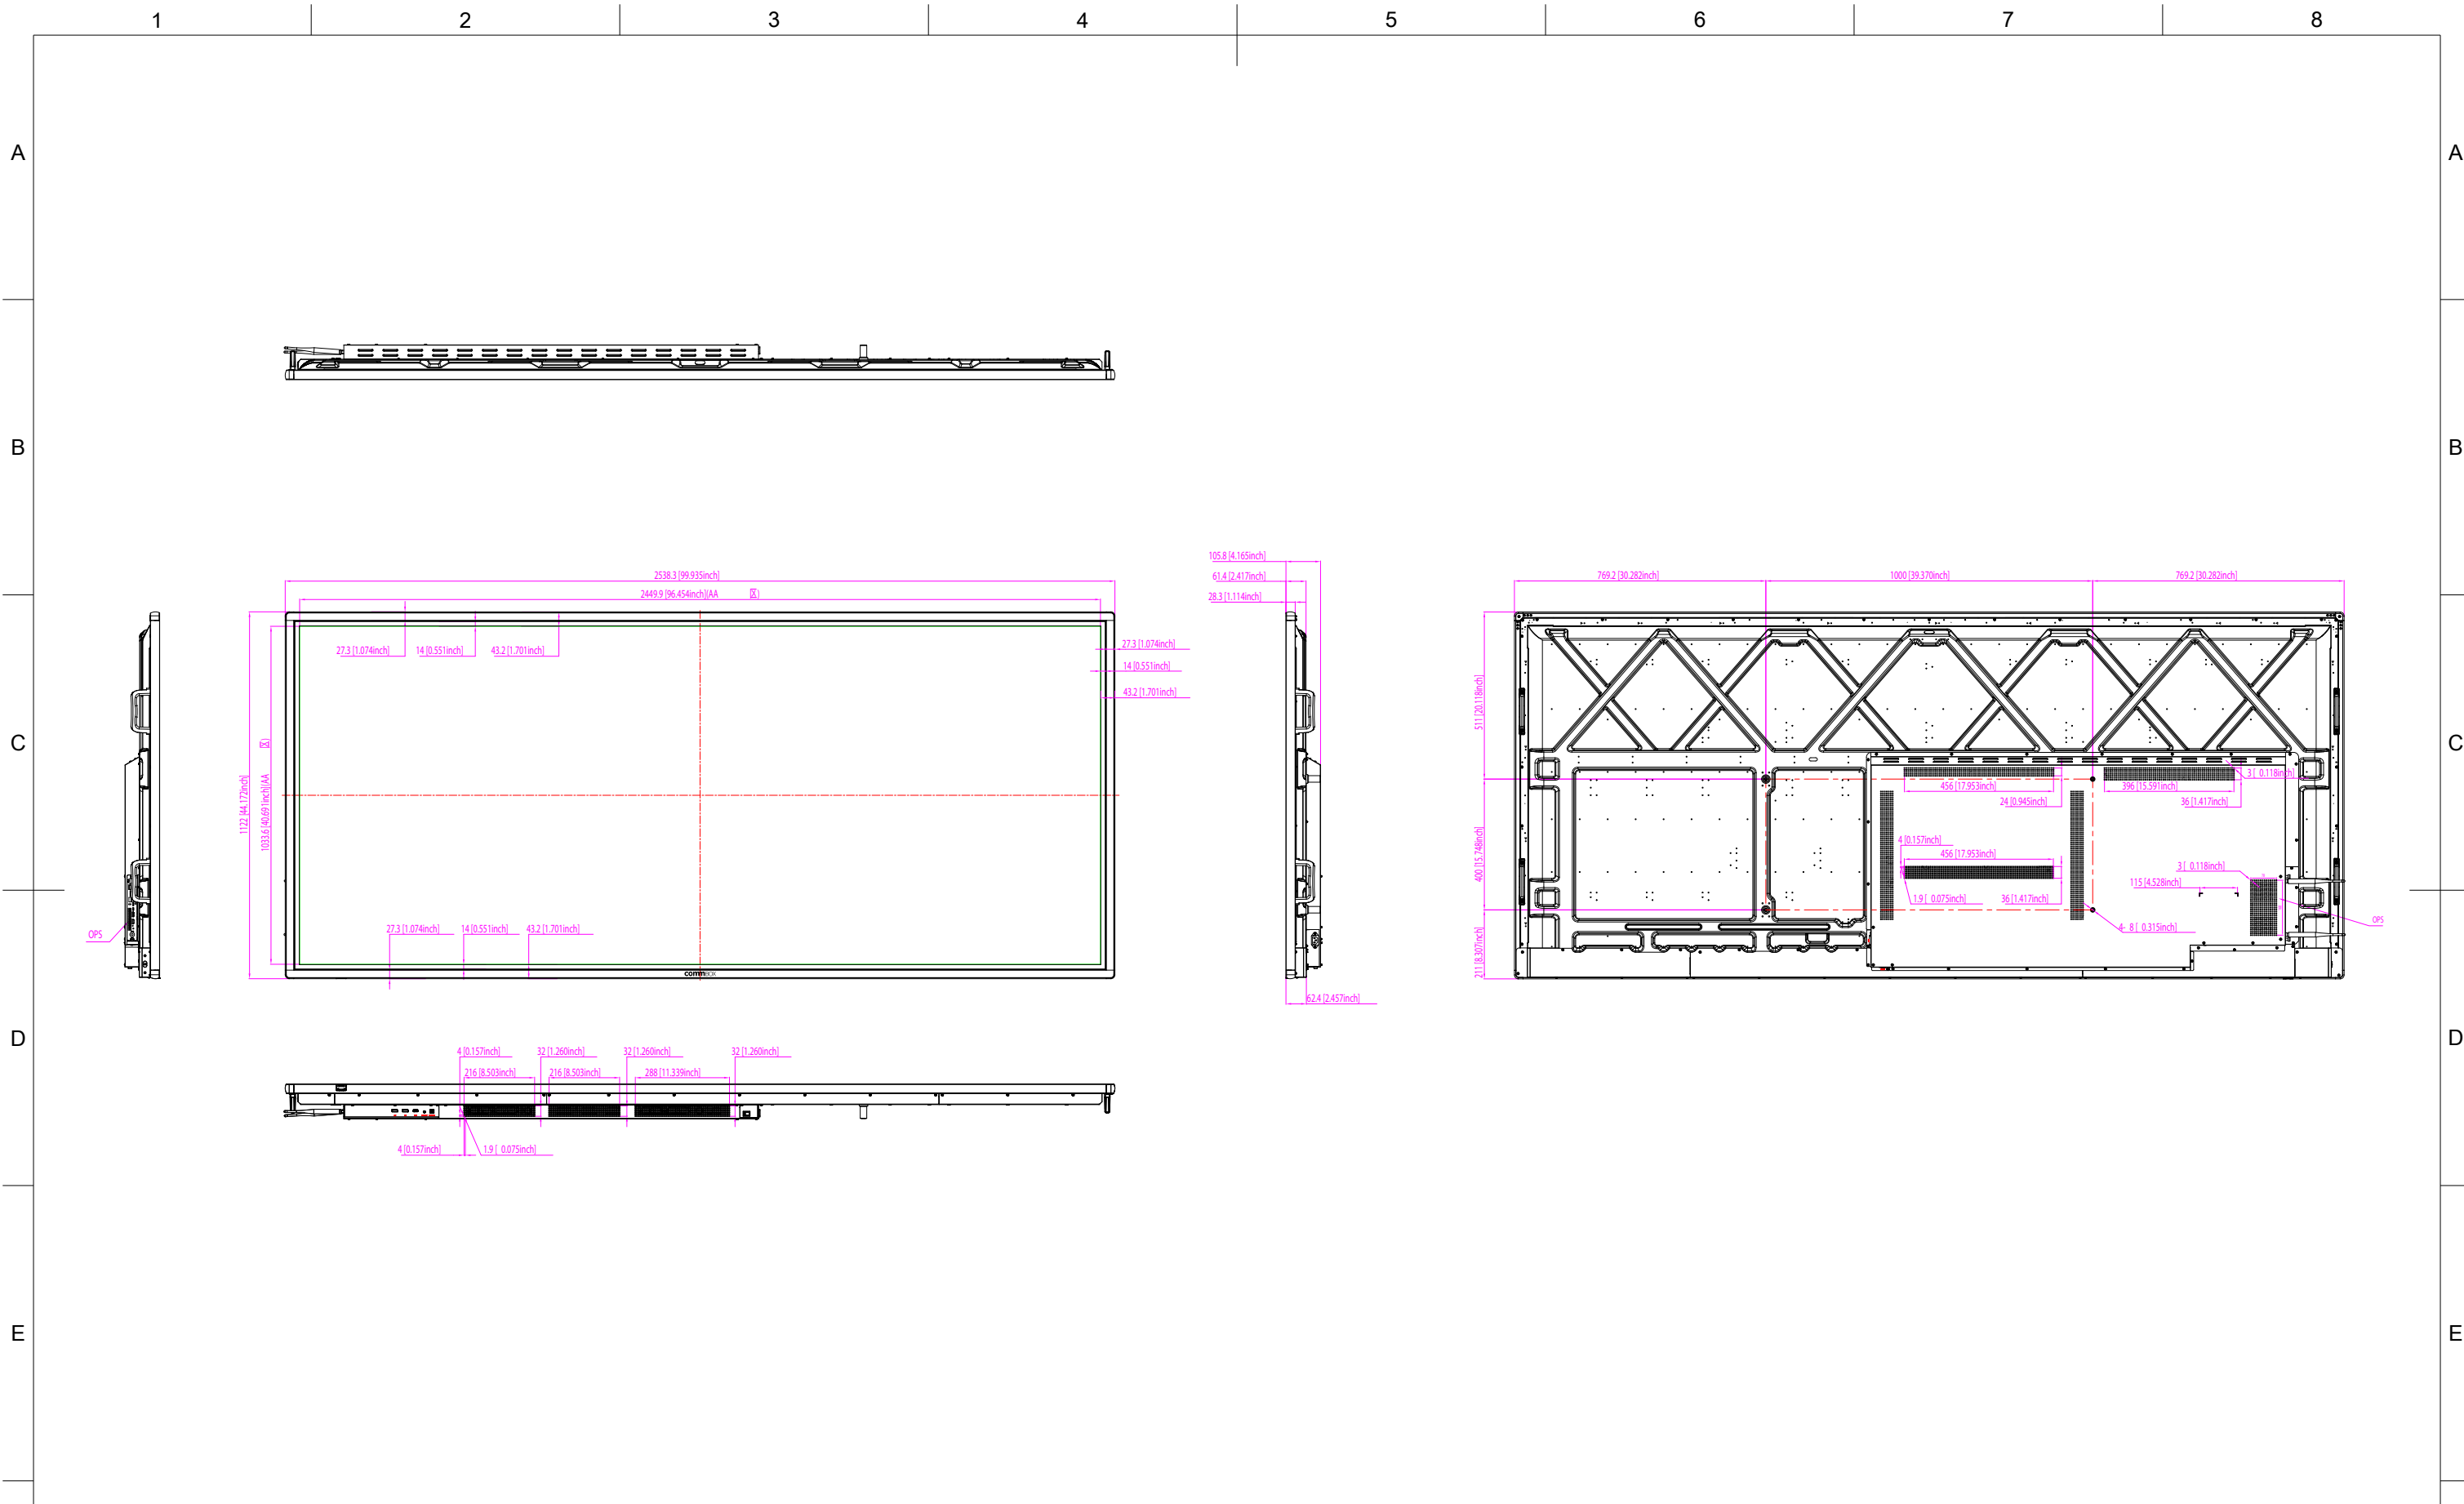 1 2 3 4 5 6 7 8
A A
B B
105.8 [4.165inch]
2538.3 [99.935inch] 61.4 [2.417inch] 769.2 [30.282inch] 1000 [39.370inch] 769.2 [30.282inch]
2449.9 [96.454inch](AA 区) 28.3 [1.114inch]
27.3 [1.074inch] 14 [0.551inch] 43.2 [1.701inch] 27.3 [1.074inch]
14 [0.551inch]
43.2 [1.701inch]
511 [20.118inch]
C C
1122 [44.172inch]
1033.6 [40.691inch](AA 区)
3 [ 0.118inch]
456 [17.953inch] 396 [15.591inch]
24 [0.945inch] 36 [1.417inch]
400 [15.748inch]
4 [0.157inch]
456 [17.953inch]
3 [ 0.118inch]
115 [4.528inch]
1.9 [ 0.075inch] 36 [1.417inch]
OPS
27.3 [1.074inch] 14 [0.551inch] 43.2 [1.701inch]
4- 8 [ 0.315inch]
OPS
211 [8.307inch]
commbox
62.4 [2.457inch]
D D
4 [0.157inch] 32 [1.260inch] 32 [1.260inch] 32 [1.260inch]
216 [8.503inch] 216 [8.503inch] 288 [11.339inch]
4 [0.157inch] 1.9 [ 0.075inch]
E E